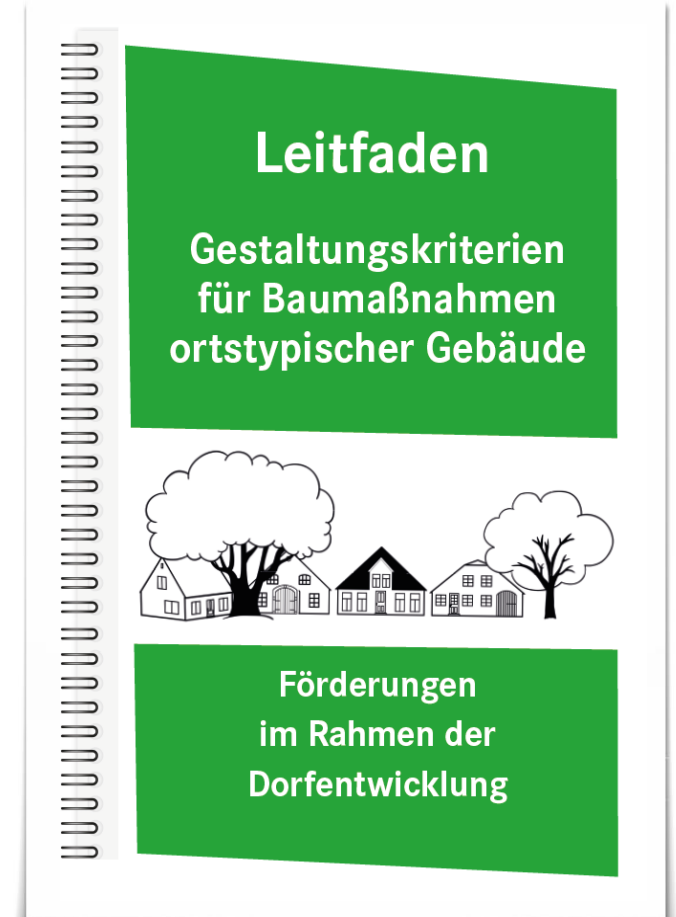 Leitfaden
Gestaltungskriterien
für Baumaßnahmen
ortstypischer Gebäude
Förderungen
im Rahmen der
Dorfentwicklung